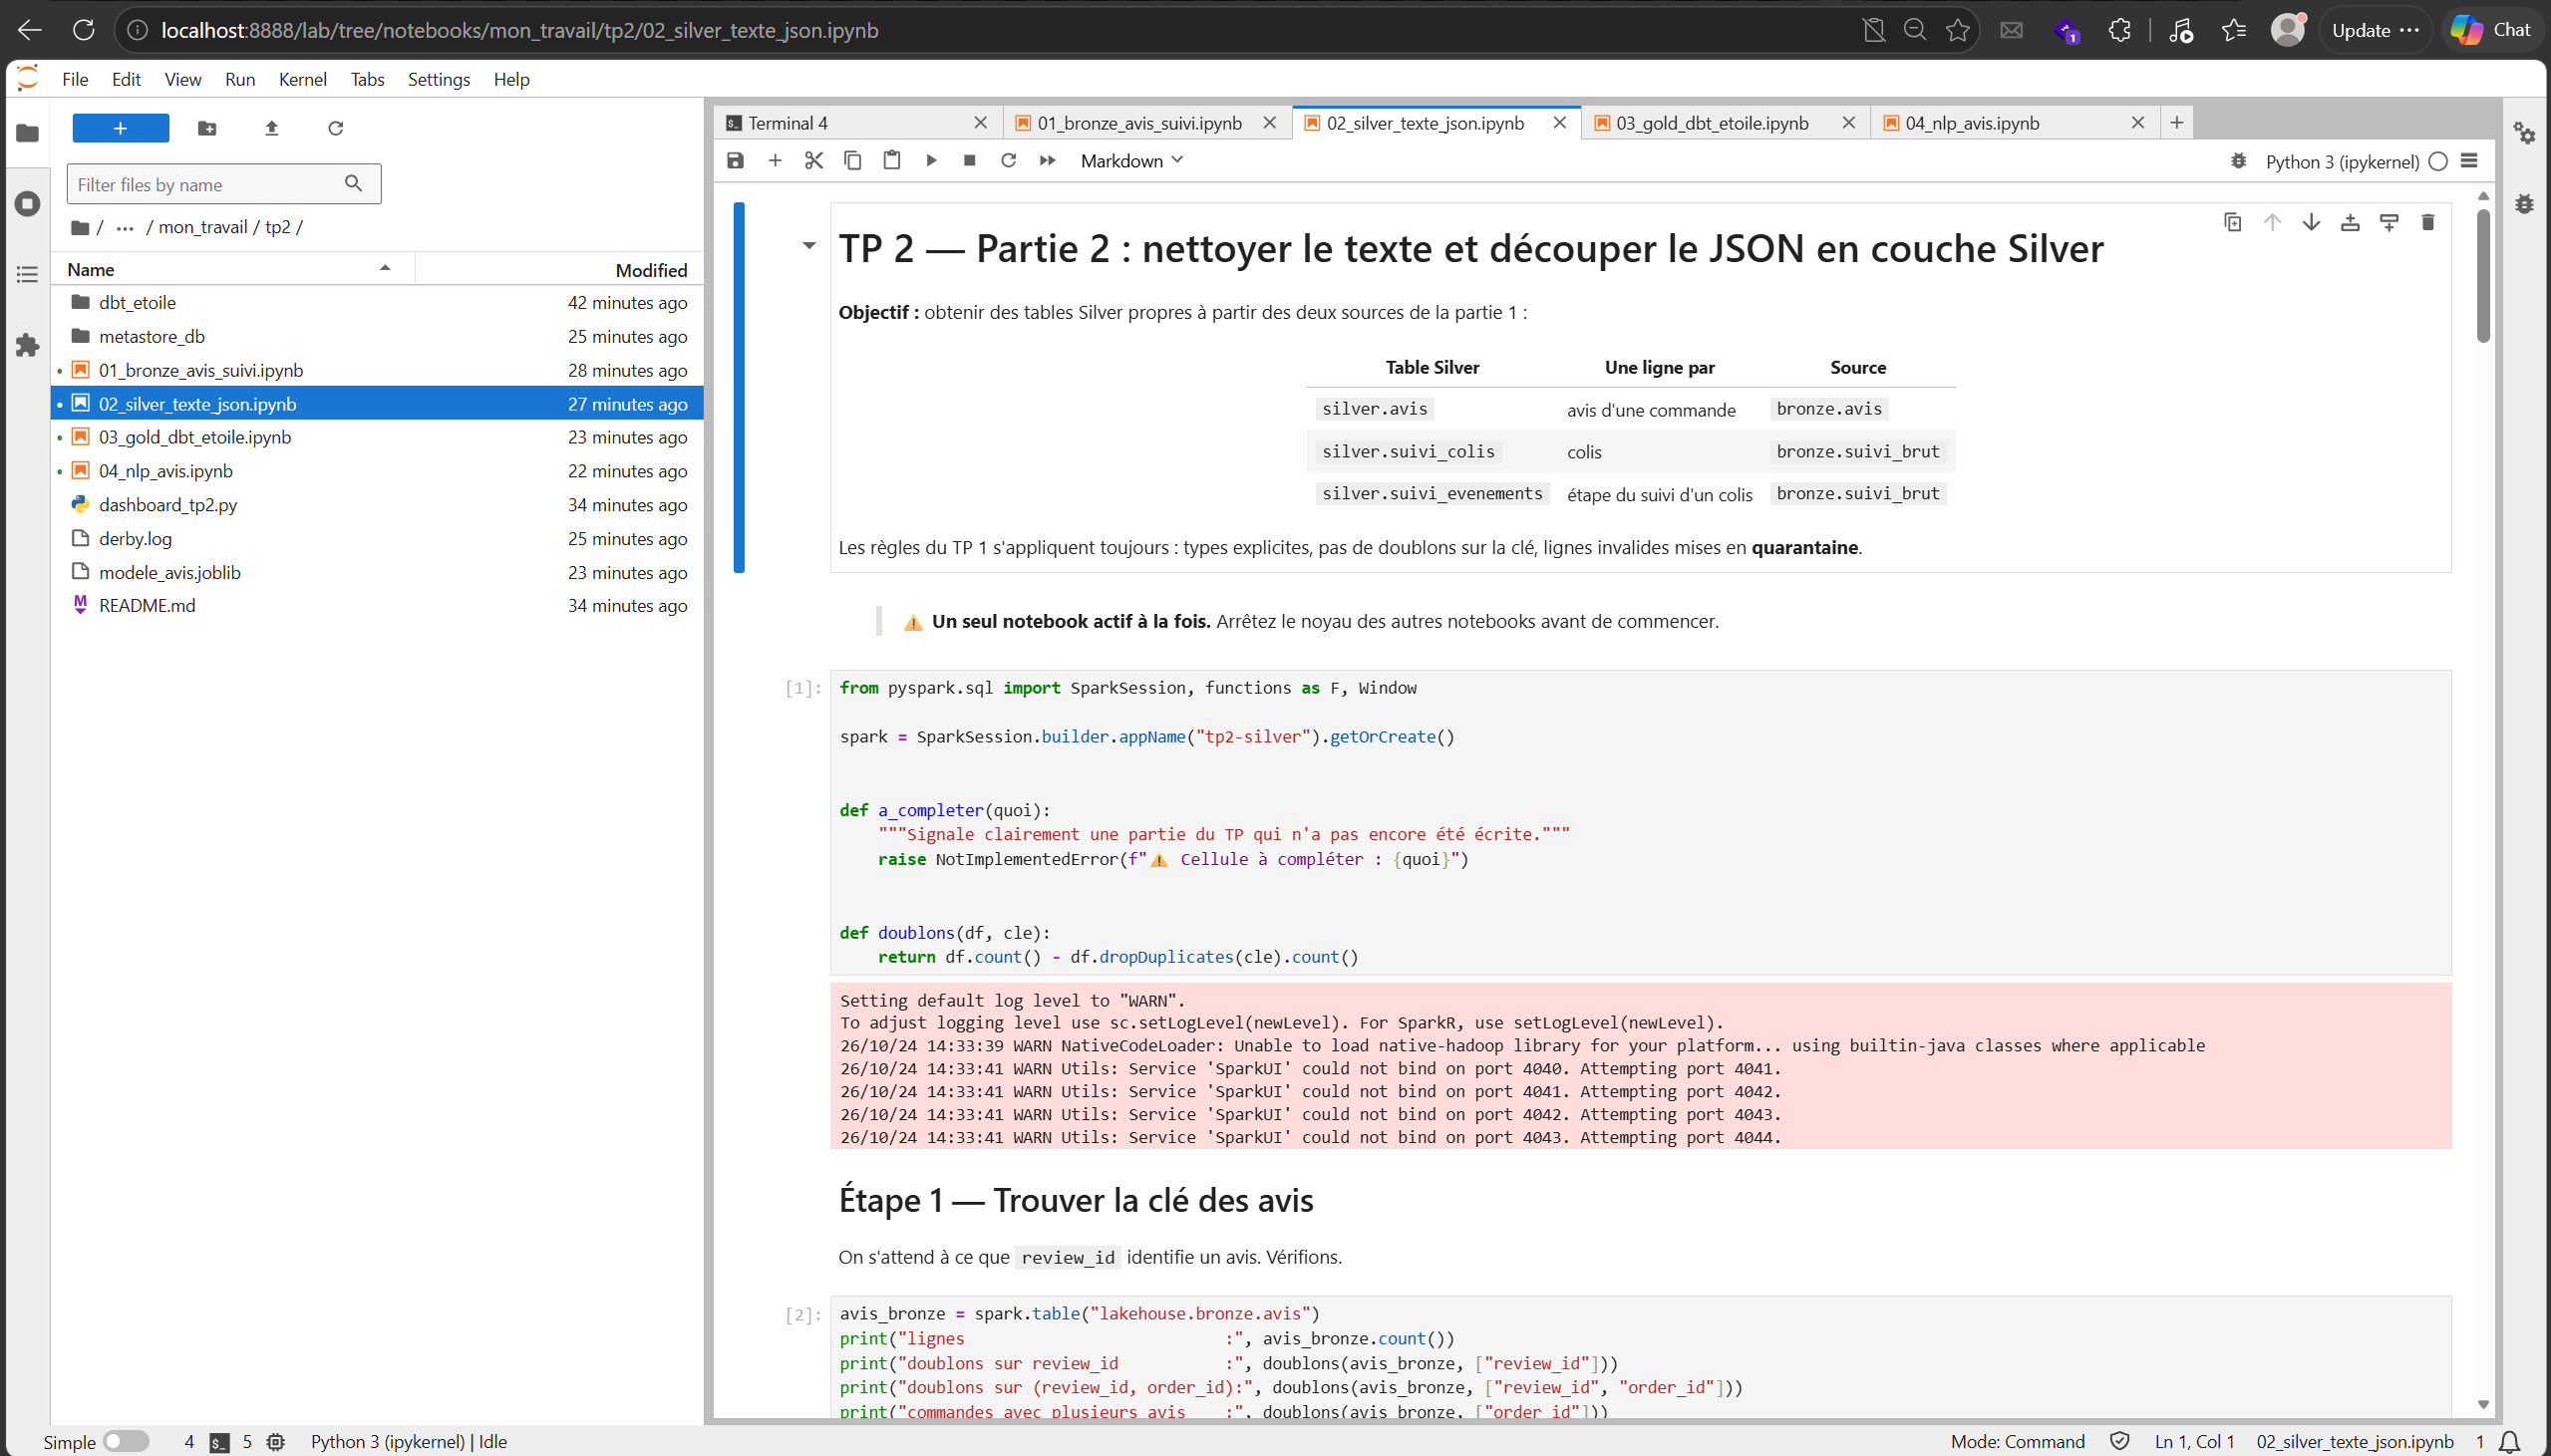 localhost:8888/lab/tree/notebooks/mon_travail/tp2/02_silver_texte_json.ipynb
1
Update
Chat
File Edit View Run Kernel Tabs Settings Help
Filter files by name
/ ... / mon_travail / tp2 /
Name Modified
dbt_etoile 42 minutes ago
metastore_db 25 minutes ago
01_bronze_avis_suivi.ipynb 28 minutes ago
02_silver_texte_json.ipynb 27 minutes ago
03_gold_dbt_etoile.ipynb 23 minutes ago
04_nlp_avis.ipynb 22 minutes ago
dashboard_tp2.py 34 minutes ago
derby.log 25 minutes ago
modele_avis.joblib 23 minutes ago
README.md 34 minutes ago
Terminal 4 01_bronze_avis_suivi.ipynb 02_silver_texte_json.ipynb 03_gold_dbt_etoile.ipynb 04_nlp_avis.ipynb
Markdown Python 3 (ipykernel)
TP 2 — Partie 2 : nettoyer le texte et découper le JSON en couche Silver
Objectif : obtenir des tables Silver propres à partir des deux sources de la partie 1 :
Table Silver Une ligne par Source
silver.avis avis d'une commande bronze.avis
silver.suivi_colis colis bronze.suivi_brut
silver.suivi_evenements étape du suivi d'un colis bronze.suivi_brut
Les règles du TP 1 s'appliquent toujours : types explicites, pas de doublons sur la clé, lignes invalides mises en quarantaine.
⚠️ Un seul notebook actif à la fois. Arrêtez le noyau des autres notebooks avant de commencer.
[1]: from pyspark.sql import SparkSession, functions as F, Window
spark = SparkSession.builder.appName("tp2-silver").getOrCreate()
def a_completer(quoi):
"""Signale clairement une partie du TP qui n'a pas encore été écrite."""
raise NotImplementedError(f"⚠️ Cellule à compléter : {quoi}")
def doublons(df, cle):
return df.count() - df.dropDuplicates(cle).count()
Setting default log level to "WARN".
To adjust logging level use sc.setLogLevel(newLevel). For SparkR, use setLogLevel(newLevel).
26/10/24 14:33:39 WARN NativeCodeLoader: Unable to load native-hadoop library for your platform... using builtin-java classes where applicable
26/10/24 14:33:41 WARN Utils: Service 'SparkUI' could not bind on port 4040. Attempting port 4041.
26/10/24 14:33:41 WARN Utils: Service 'SparkUI' could not bind on port 4041. Attempting port 4042.
26/10/24 14:33:41 WARN Utils: Service 'SparkUI' could not bind on port 4042. Attempting port 4043.
26/10/24 14:33:41 WARN Utils: Service 'SparkUI' could not bind on port 4043. Attempting port 4044.
Étape 1 — Trouver la clé des avis
On s'attend à ce que review_id identifie un avis. Vérifions.
[2]: avis_bronze = spark.table("lakehouse.bronze.avis")
print("lignes :", avis_bronze.count())
print("doublons sur review_id :", doublons(avis_bronze, ["review_id"]))
print("doublons sur (review_id, order_id):", doublons(avis_bronze, ["review_id", "order_id"]))
print("commandes avec plusieurs avis :", doublons(avis_bronze, ["order_id"]))
Simple 4 5 Python 3 (ipykernel) | Idle Mode: Command Ln 1, Col 1 02_silver_texte_json.ipynb 1